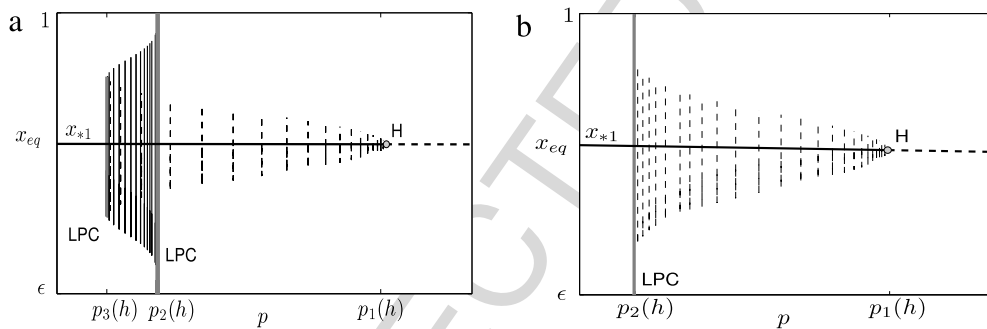 a
1
x_{eq}
x_{*1}
H
LPC
LPC
ϵ
p_3(h)
p_2(h)
p
p_1(h)
b
1
x_{eq}
x_{*1}
H
LPC
ϵ
p_2(h)
p
p_1(h)